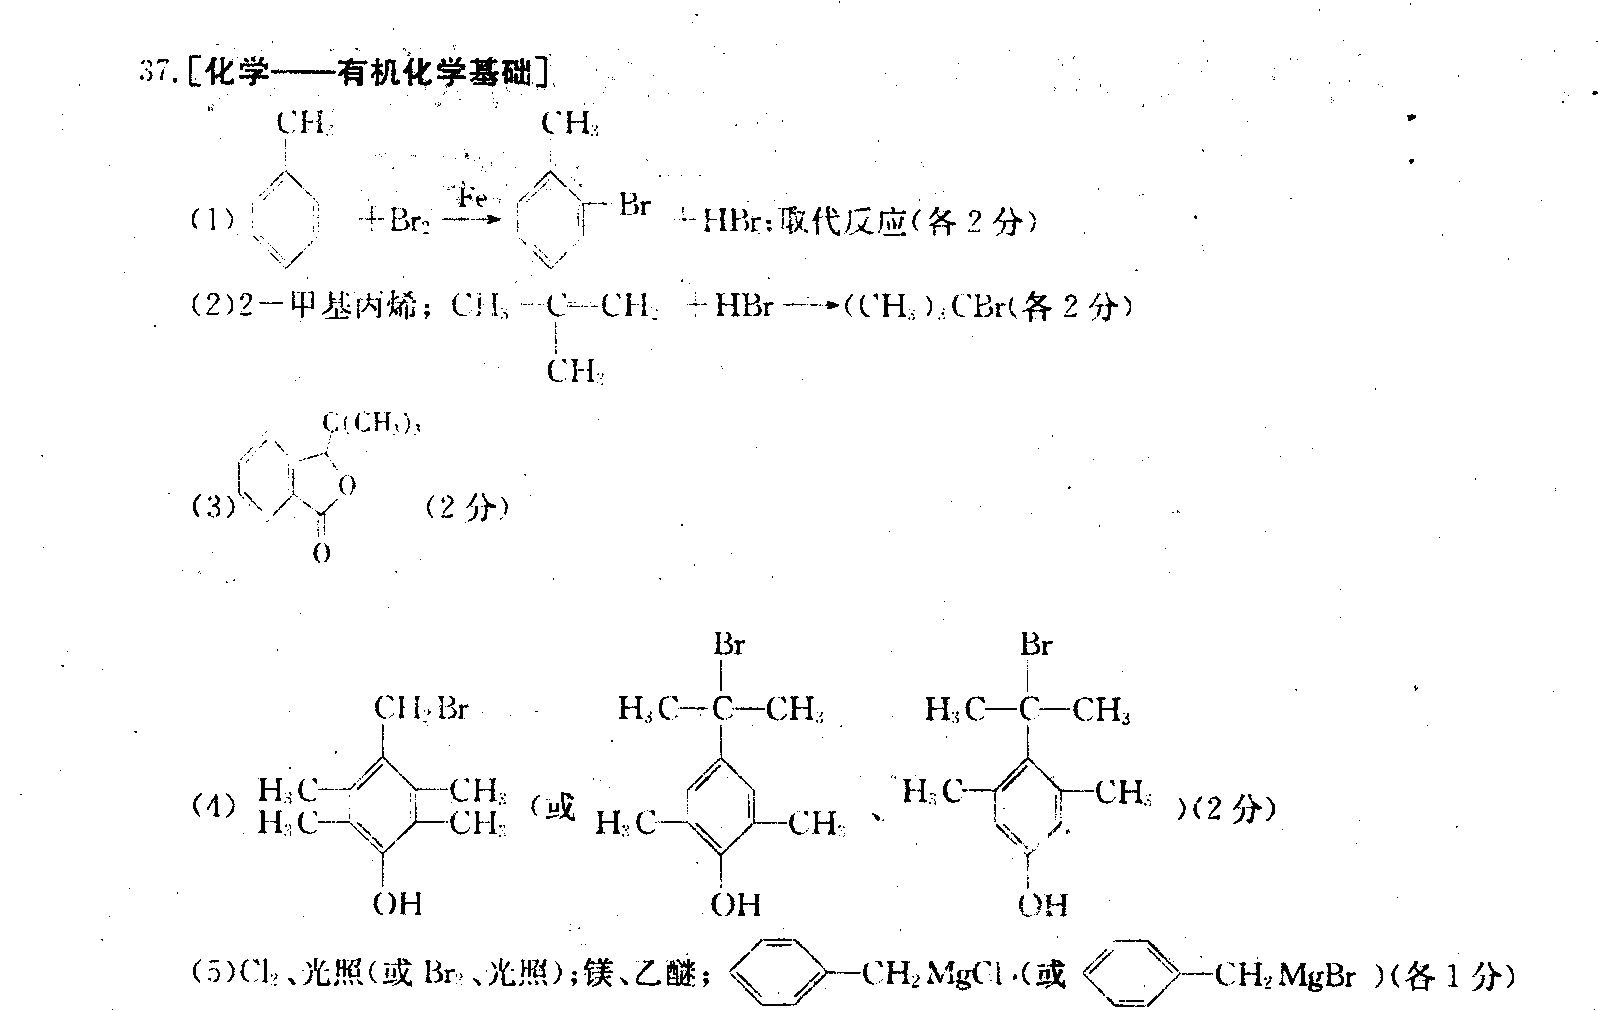 37.[化学——有机化学基础]
CH₃ CH₃
(1) +Br₂ Fe Br +HBr;取代反应(各2分)
(2)2-甲基丙烯; CH₃-C=CH₂ +HBr→(CH₃)₃CBr(各2分)
CH₃
C(CH₃)₃
(3) O (2分)
O
Br Br
CH₂Br H₃C-C-CH₃ H₃C-C-CH₃
(4) H₃C CH₃ (或 H₃C CH₃ 、 H₃C CH₃ )(2分)
H₃C CH₃
OH OH OH
(5)Cl₂、光照(或Br₂、光照);镁、乙醚; -CH₂MgCl(或 -CH₂MgBr )(各1分)